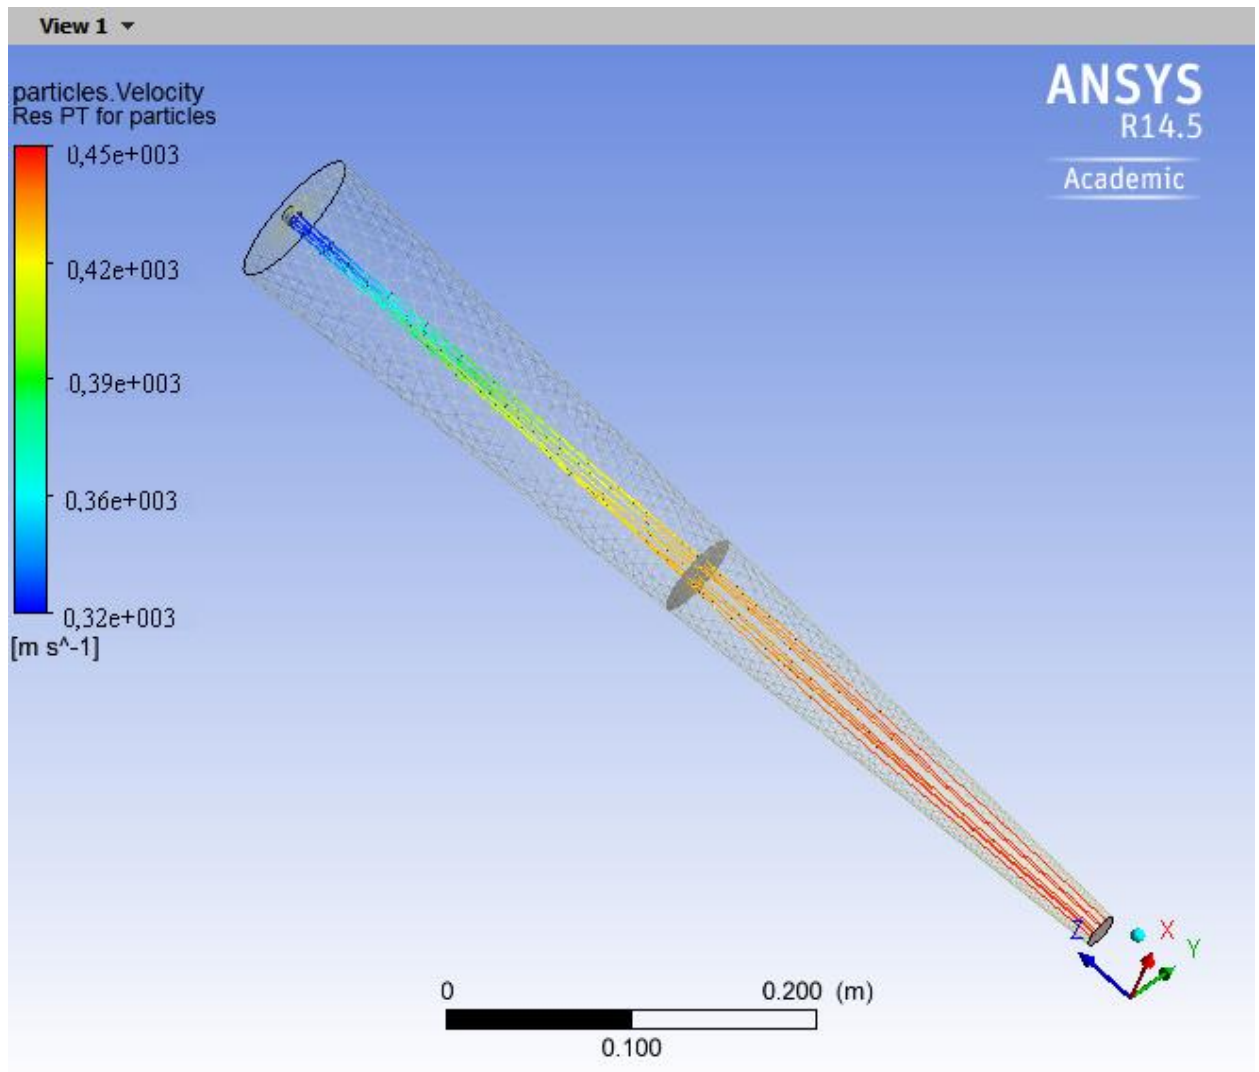 View 1
particles.Velocity
Res PT for particles
0,45e+003
0,42e+003
0,39e+003
0,36e+003
0,32e+003
[m s^-1]
ANSYS
R14.5
Academic
Z
X
Y
0
0.200 (m)
0.100